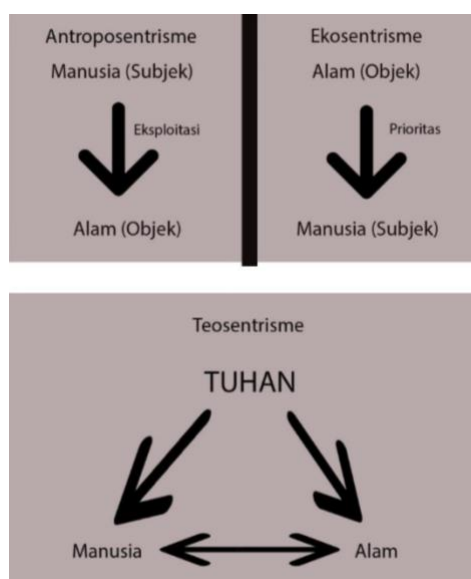 Antroposentrisme
Manusia (Subjek)
Eksploitasi
Alam (Objek)
Ekosentrisme
Alam (Objek)
Prioritas
Manusia (Subjek)
Teosentrisme
TUHAN
Manusia
Alam